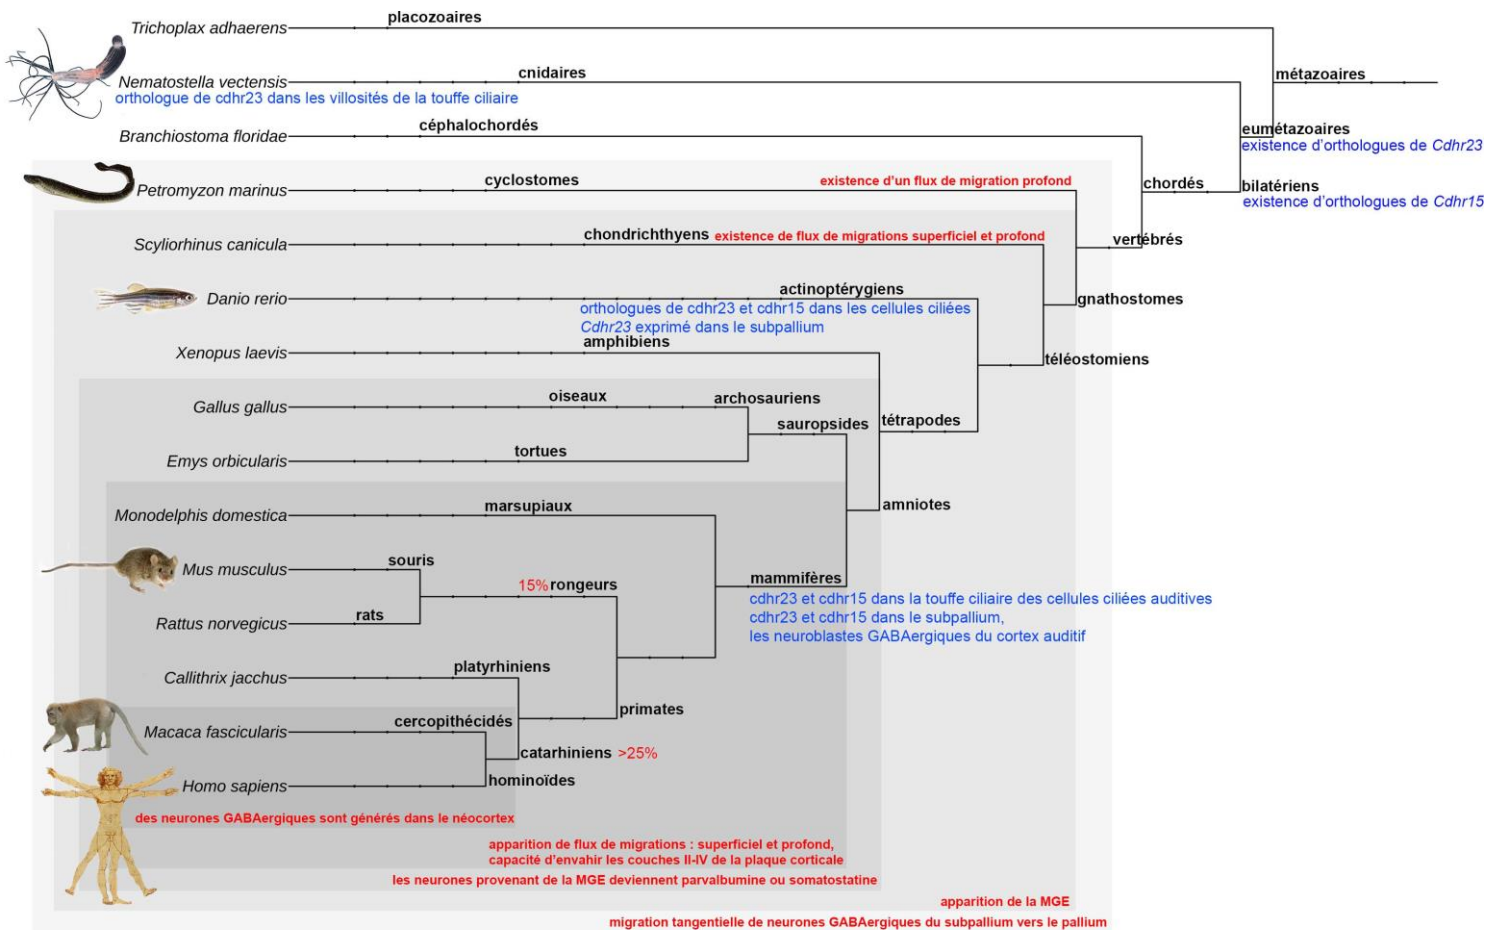 placozoaires
Trichoplax adhaerens
cnidaires
métazoaires
Nematostella vectensis
orthologue de cdhr23 dans les villosités de la touffe ciliaire
céphalochordés
eumétazoaires
Branchiostoma floridae
existence d'orthologues de Cdhr23
cyclostomes
existence d'un flux de migration profond
chordés
bilatériens
Petromyzon marinus
existence d'orthologues de Cdhr15
chondrichthyens
existence de flux de migrations superficiel et profond
vertébrés
Scyliorhinus canicula
actinoptérygiens
gnathostomes
Danio rerio
orthologues de cdhr23 et cdhr15 dans les cellules ciliées
Cdhr23 exprimé dans le subpallium
amphibiens
Xenopus laevis
téléostomiens
oiseaux
archosauriens
Gallus gallus
sauropsides
tétrapodes
tortues
Emys orbicularis
marsupiaux
amniotes
Monodelphis domestica
souris
Mus musculus
15% rongeurs
mammifères
cdhr23 et cdhr15 dans la touffe ciliaire des cellules ciliées auditives
cdhr23 et cdhr15 dans le subpallium,
les neuroblastes GABAergiques du cortex auditif
rats
Rattus norvegicus
platyrhiniens
Callithrix jacchus
primates
cercopithécidés
Macaca fascicularis
catarhiniens >25%
Homo sapiens
hominoïdes
des neurones GABAergiques sont générés dans le néocortex
apparition de flux de migrations : superficiel et profond,
capacité d'envahir les couches II-IV de la plaque corticale
les neurones provenant de la MGE deviennent parvalbumine ou somatostatine
apparition de la MGE
migration tangentielle de neurones GABAergiques du subpallium vers le pallium